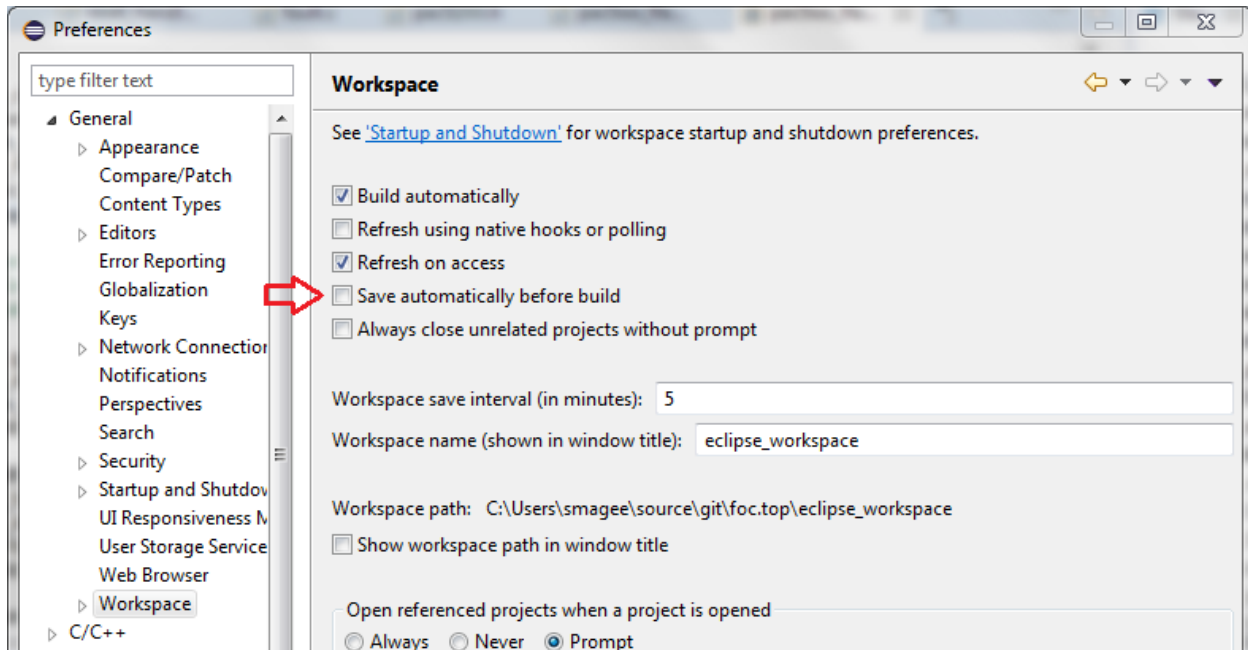 Preferences
type filter text
General
Appearance
Compare/Patch
Content Types
Editors
Error Reporting
Globalization
Keys
Network Connection
Notifications
Perspectives
Search
Security
Startup and Shutdov
UI Responsiveness M
User Storage Service
Web Browser
Workspace
C/C++
Workspace
See 'Startup and Shutdown' for workspace startup and shutdown preferences.
Build automatically
Refresh using native hooks or polling
Refresh on access
Save automatically before build
Always close unrelated projects without prompt
Workspace save interval (in minutes): 5
Workspace name (shown in window title): eclipse_workspace
Workspace path: C:\Users\smagee\source\git\foc.top\eclipse_workspace
Show workspace path in window title
Open referenced projects when a project is opened
Always Never Prompt